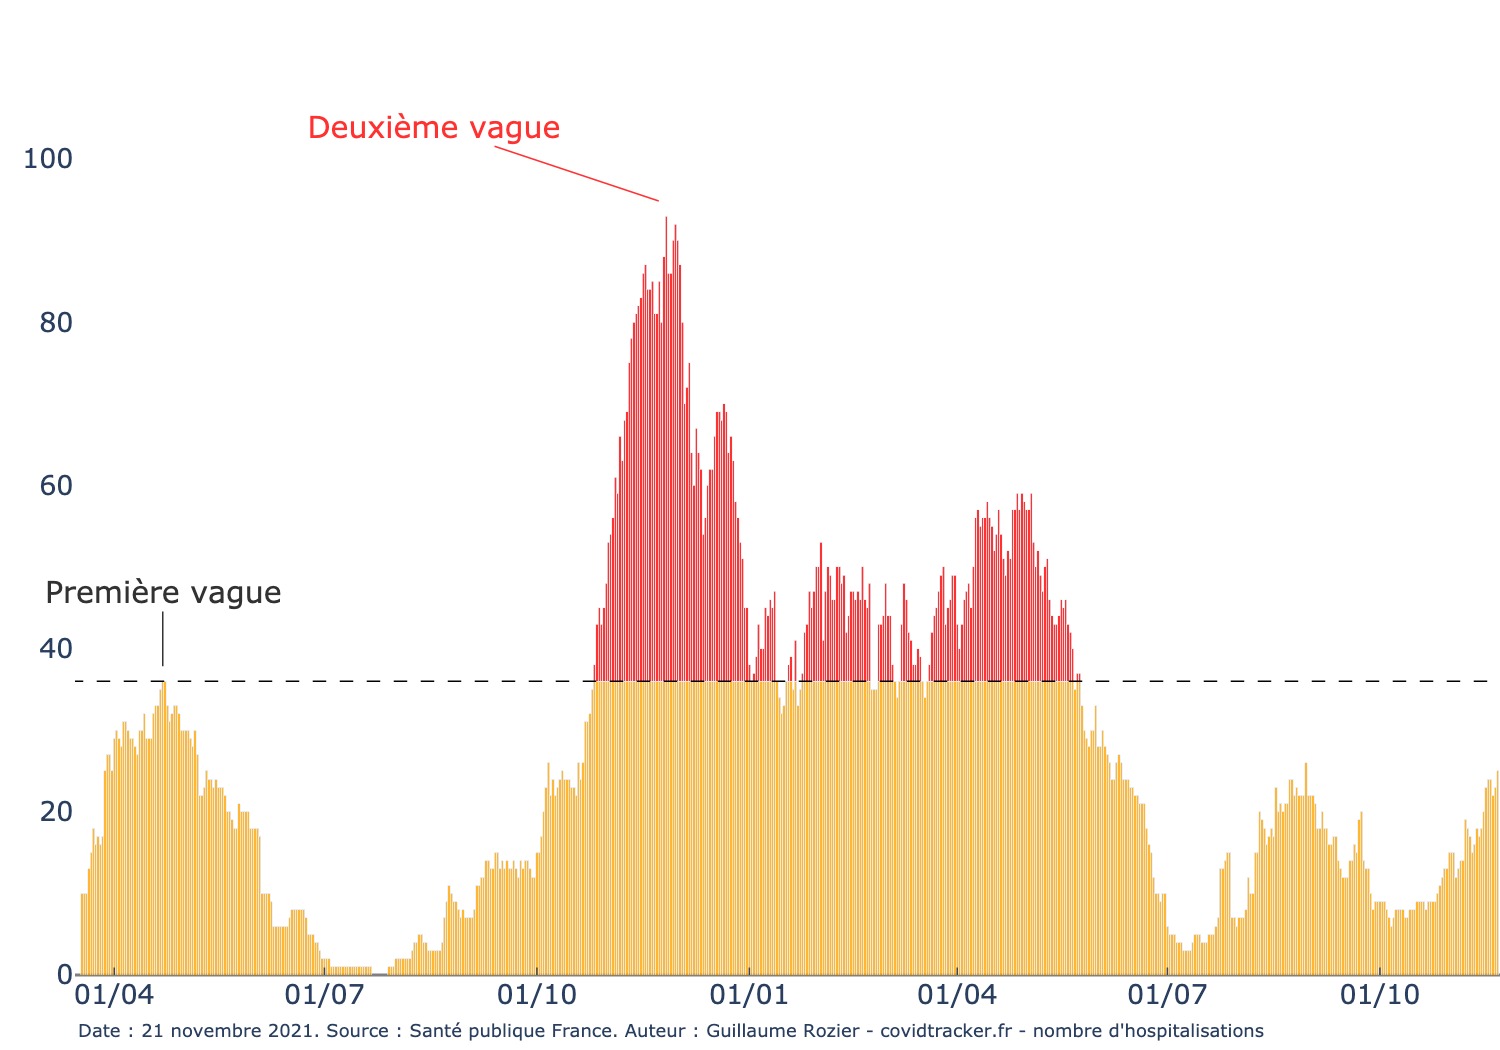 Deuxième vague
100
80
60
Première vague
40
20
0
01/04 01/07 01/10 01/01 01/04 01/07 01/10
Date : 21 novembre 2021. Source : Santé publique France. Auteur : Guillaume Rozier - covidtracker.fr - nombre d'hospitalisations